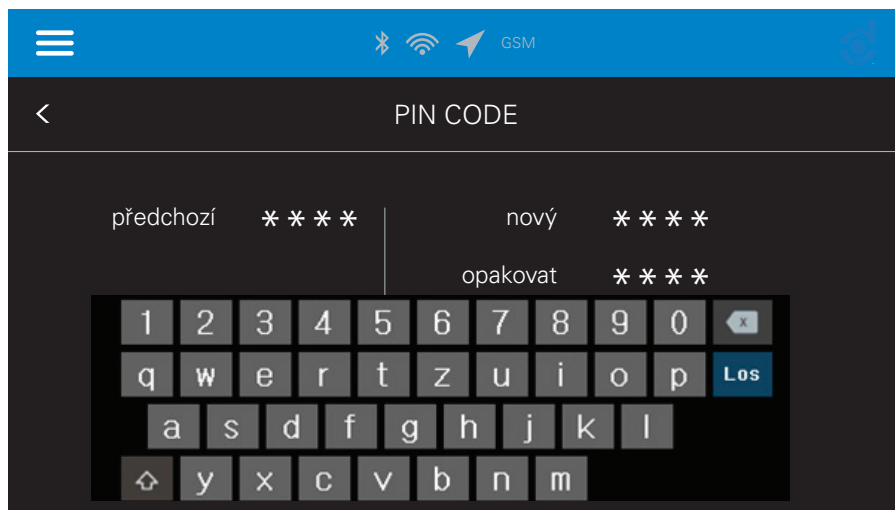 GSM
PIN CODE
předchozí **** nový ****
opakovat ****
1 2 3 4 5 6 7 8 9 0 x
q w e r t z u i o p Los
a s d f g h j k l
y x c v b n m